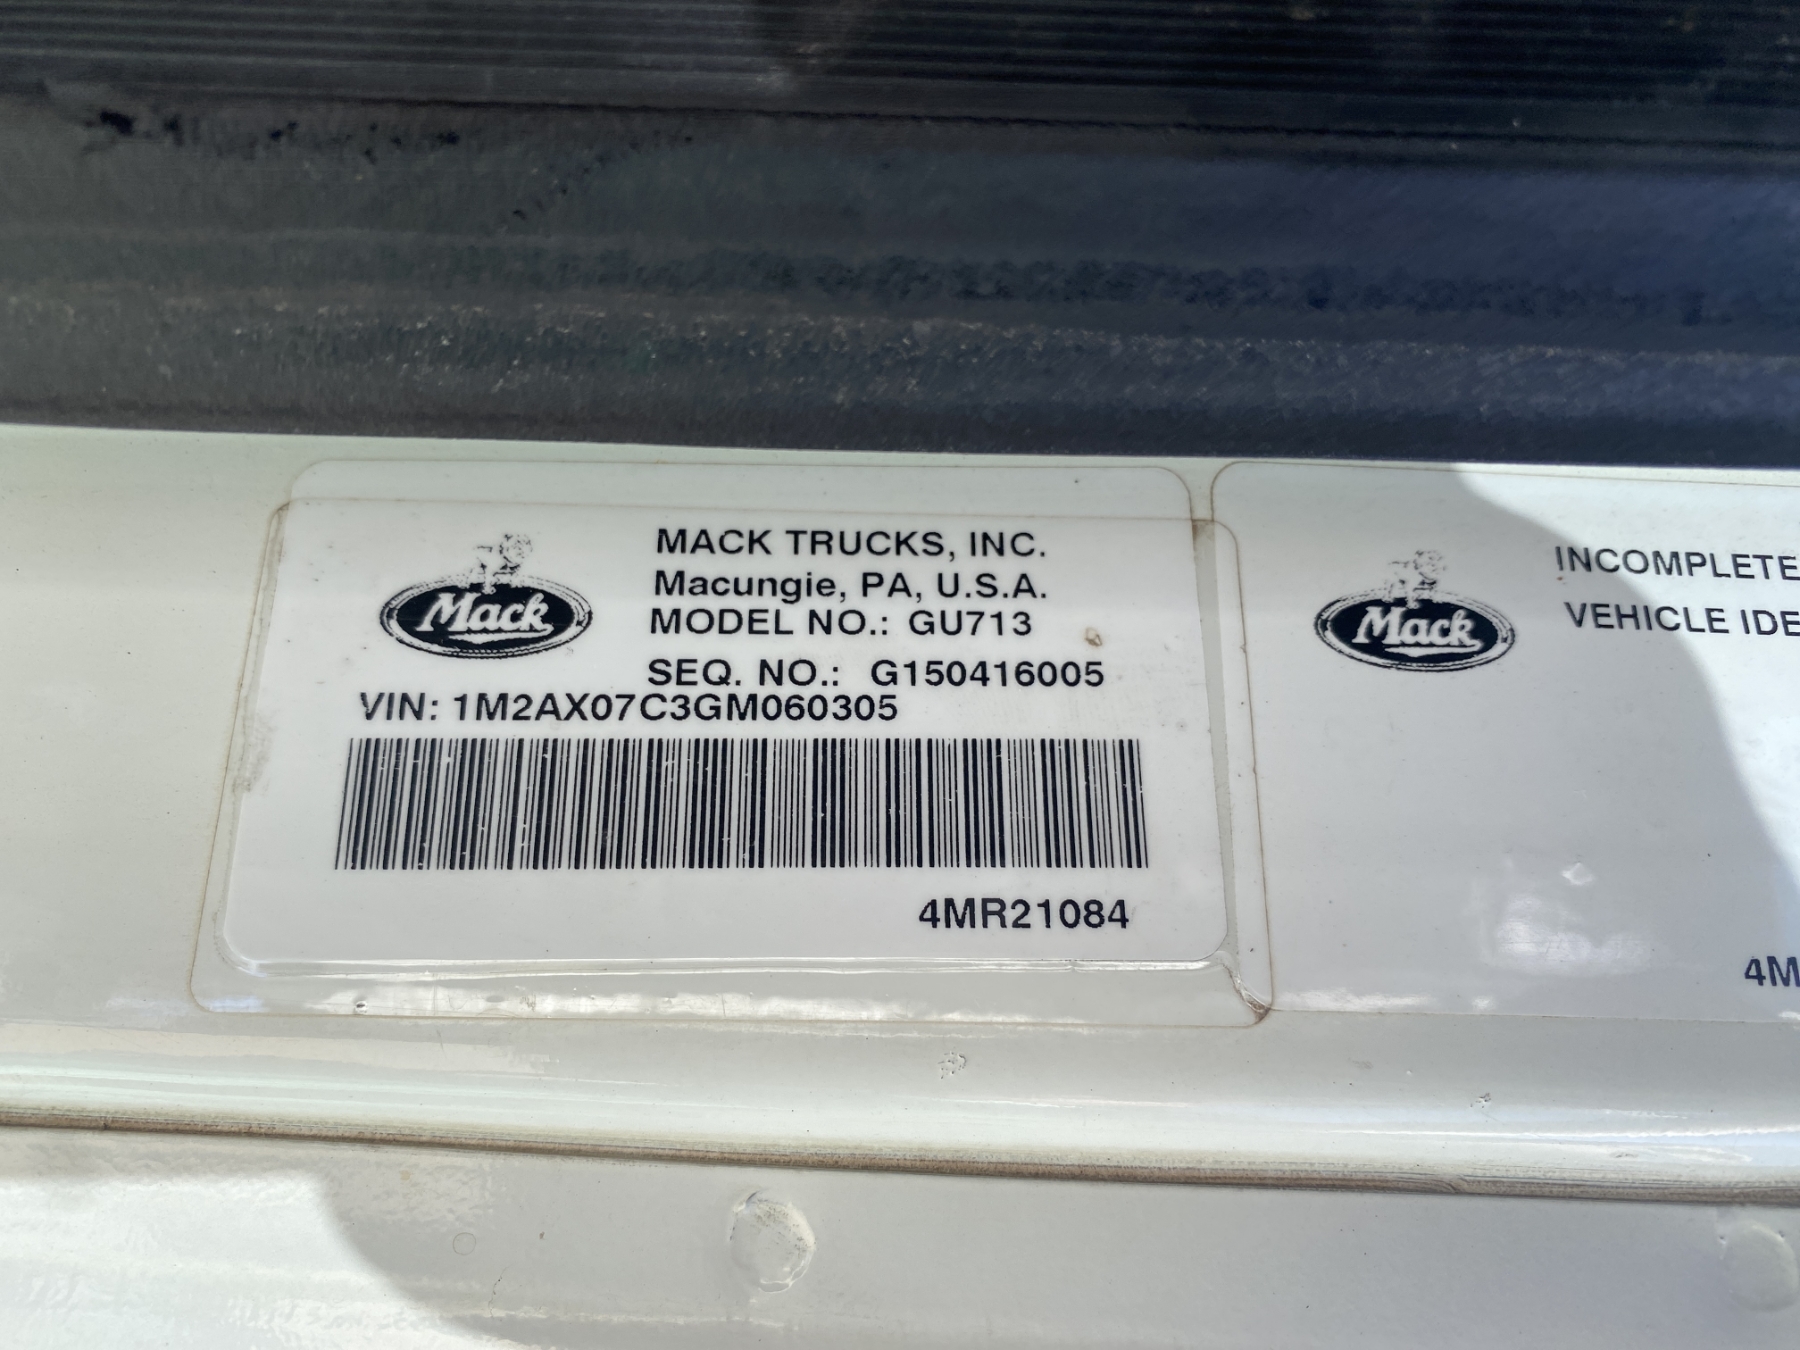 MACK TRUCKS, INC.
Macungie, PA, U.S.A.
MODEL NO.: GU713
SEQ. NO.: G150416005
VIN: 1M2AX07C3GM060305
4MR21084
Mack
Mack
INCOMPLETE
VEHICLE IDE
4M